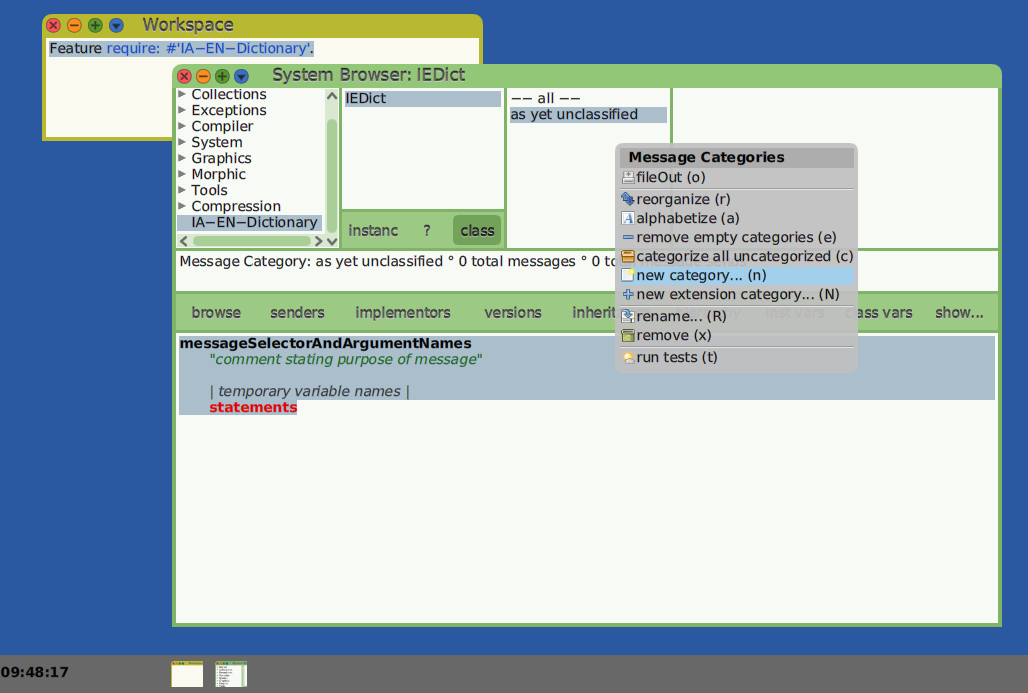 Workspace
Feature require: #'IA−EN−Dictionary'.
System Browser: IEDict
Collections
Exceptions
Compiler
System
Graphics
Morphic
Tools
Compression
IA−EN−Dictionary
IEDict
instanc ? class
−− all −−
as yet unclassified
Message Categories
fileOut (o)
reorganize (r)
alphabetize (a)
remove empty categories (e)
categorize all uncategorized (c)
new category... (n)
new extension category... (N)
rename... (R)
remove (x)
run tests (t)
Message Category: as yet unclassified ° 0 total messages ° 0 to
browse senders implementors versions inherit inst vars class vars show...
messageSelectorAndArgumentNames
"comment stating purpose of message"
| temporary variable names |
statements
09:48:17